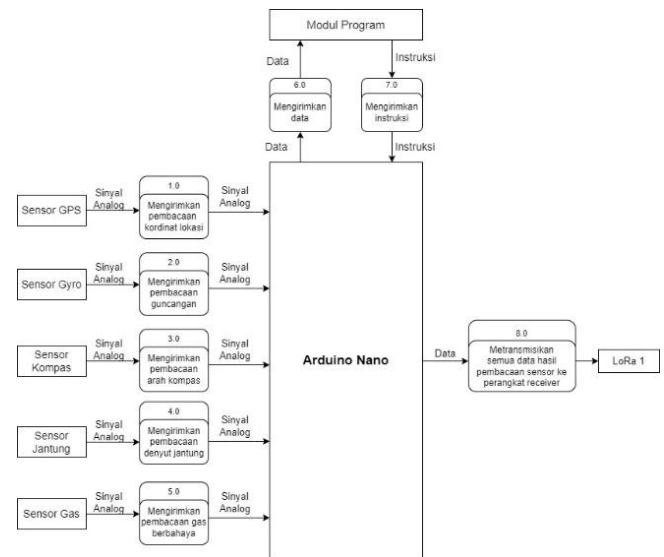 Modul Program
Data
Instruksi
6.0
Mengirimkan
data
7.0
Mengirimkan
instruksi
Data
Instruksi
Sensor GPS
Sinyal
Analog
1.0
Mengirimkan
pembacaan
kordinat lokasi
Sinyal
Analog
Sensor Gyro
Sinyal
Analog
2.0
Mengirimkan
pembacaan
guncangan
Sinyal
Analog
Sensor
Kompas
Sinyal
Analog
3.0
Mengirimkan
pembacaan
arah kompas
Sinyal
Analog
Sensor
Jantung
Sinyal
Analog
4.0
Mengirimkan
pembacaan
denyut jantung
Sinyal
Analog
Sensor Gas
Sinyal
Analog
5.0
Mengirimkan
pembacaan gas
berbahaya
Sinyal
Analog
Arduino Nano
Data
8.0
Metransmisikan
semua data hasil
pembacaan sensor ke
perangkat receiver
LoRa 1